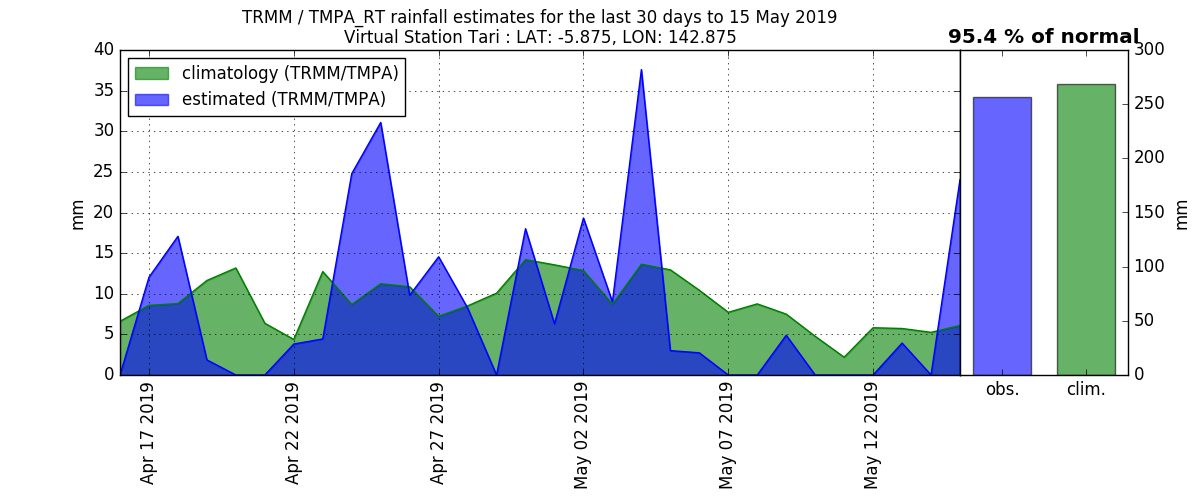 TRMM / TMPA_RT rainfall estimates for the last 30 days to 15 May 2019
Virtual Station Tari : LAT: -5.875, LON: 142.875
95.4 % of normal
climatology (TRMM/TMPA)
estimated (TRMM/TMPA)
mm
40
35
30
25
20
15
10
5
0
Apr 17 2019
Apr 22 2019
Apr 27 2019
May 02 2019
May 07 2019
May 12 2019
obs.
clim.
300
250
200
150
100
50
0
mm